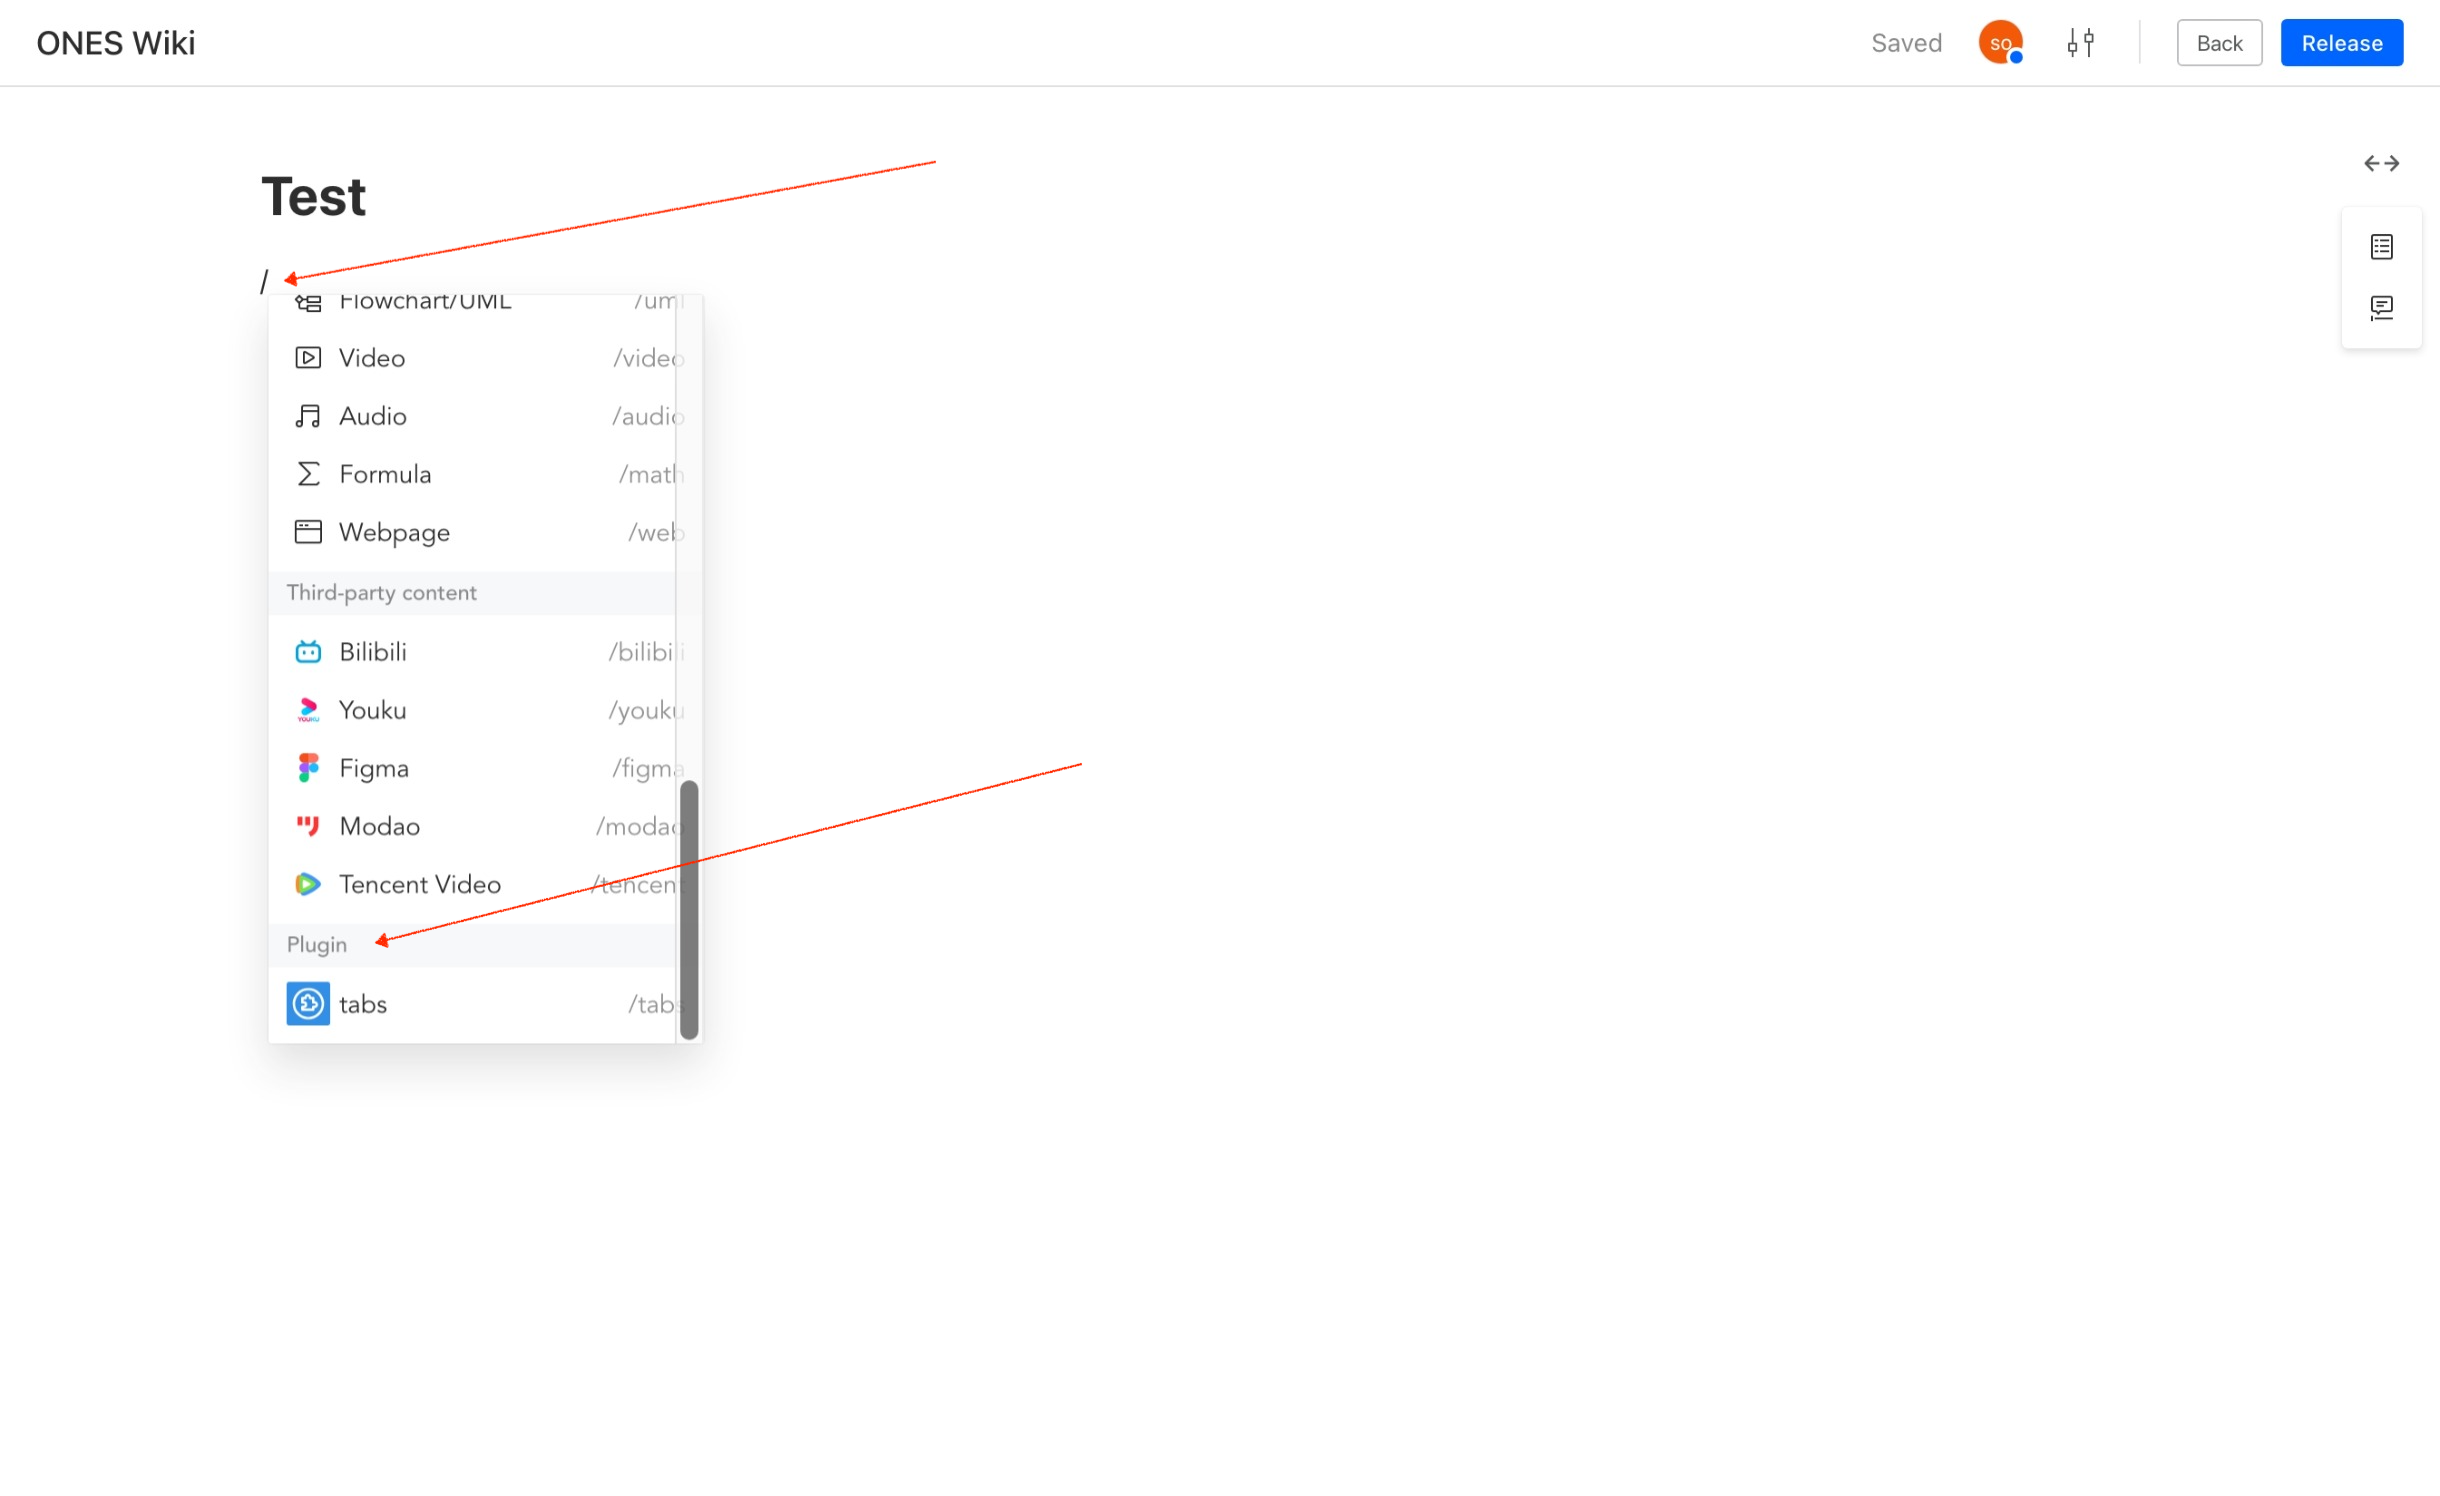 ONES Wiki
Saved
so
Back
Release
Test
/
Flowchart/UML /uml
Video /video
Audio /audio
Formula /math
Webpage /web
Third-party content
Bilibili /bilibili
YOUKU Youku /youku
Figma /figma
Modao /modao
Tencent Video /tencent
Plugin
tabs /tabs